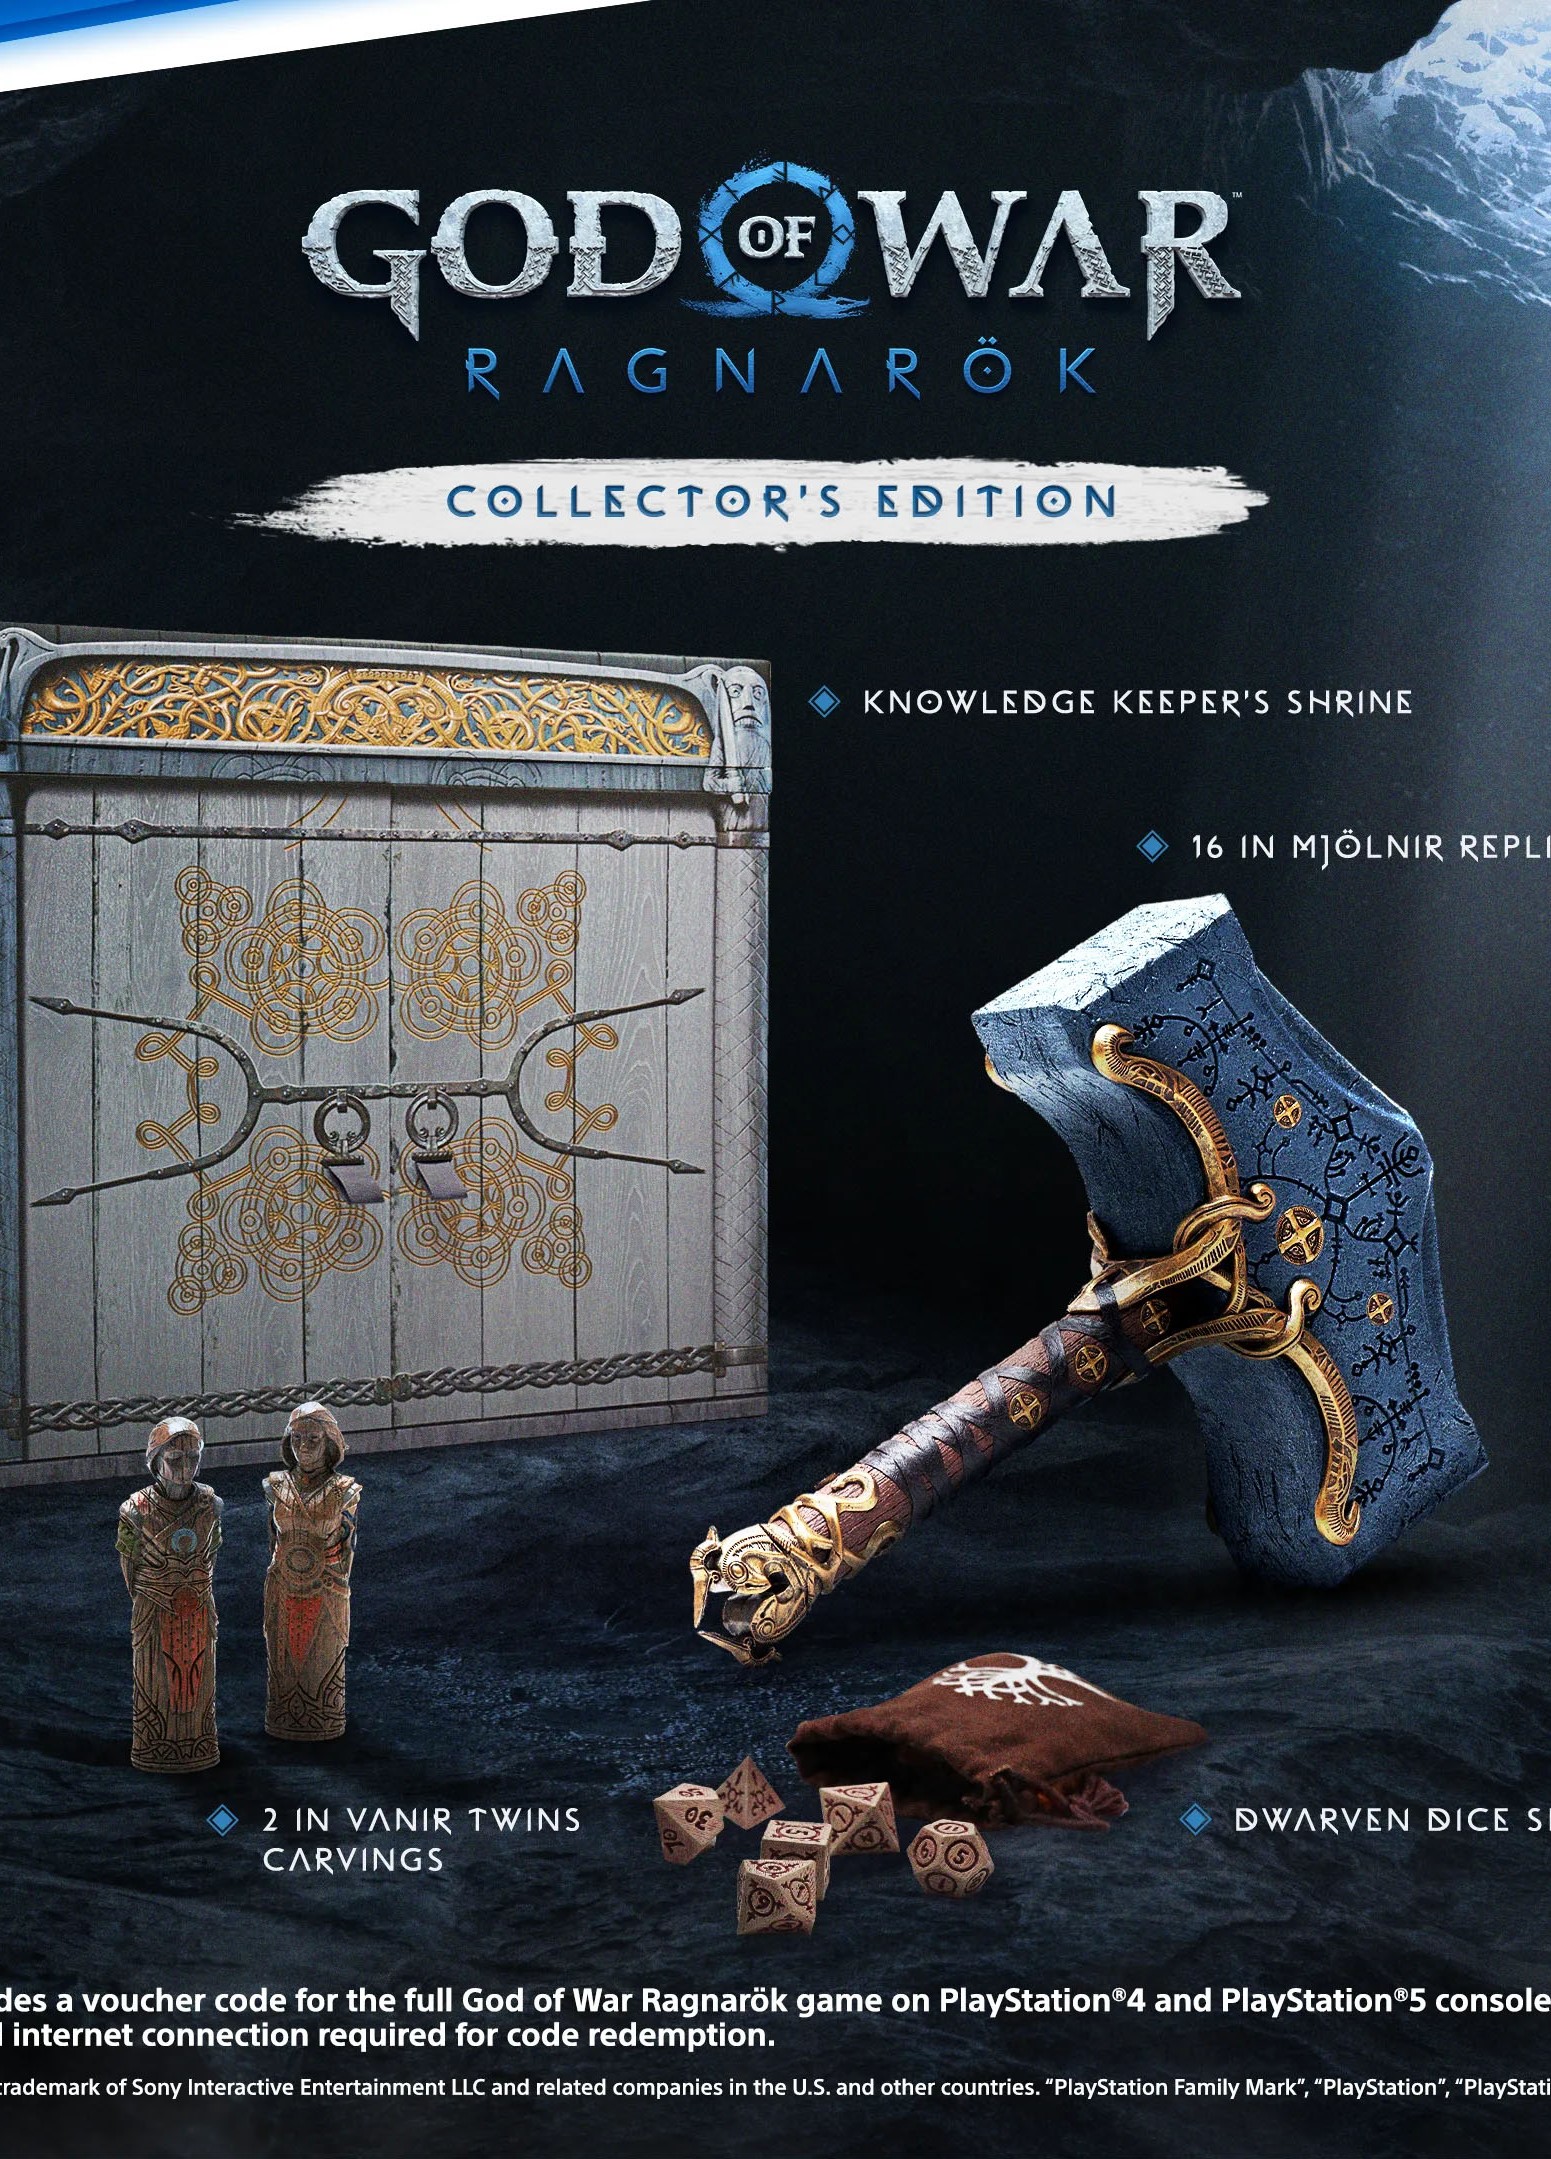 GOD OF WAR™
RAGNARÖK
COLLECTOR'S EDITION
KNOWLEDGE KEEPER'S SHRINE
16 IN MJÖLNIR
2 IN VANIR TWINS
CARVINGS
DWARVEN DICE
a voucher code for the full God of War Ragnarök game on PlayStation®4 and PlayStation®5
internet connection required for code redemption.
of Sony Interactive Entertainment LLC and related companies in the U.S. and other countries. “PlayStation Family Mark”, “PlayStation”,